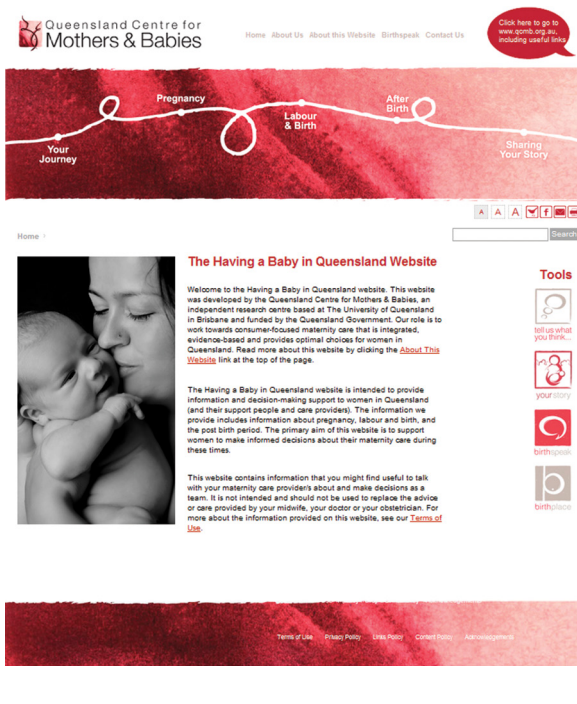 Queensland Centre for
Mothers & Babies
Home About Us About this Website Birthspeak Contact Us
Click here to go to
www.qcmb.org.au,
including useful links
Pregnancy
After
Birth
Labour
& Birth
Your
Journey
Sharing
Your Story
A A A
Home
Search
The Having a Baby in Queensland Website
Tools
Welcome to the Having a Baby in Queensland website. This website
was developed by the Queensland Centre for Mothers & Babies, an
independent research centre based at The University of Queensland
in Brisbane and funded by the Queensland Government. Our role is to
work towards consumer-focused maternity care that is integrated,
evidence-based and provides optimal choices for women in
Queensland. Read more about this website by clicking the About This
Website link at the top of the page.
The Having a Baby in Queensland website is intended to provide
information and decision-making support to women in Queensland
(and their support people and care providers). The information we
provide includes information about pregnancy, labour and birth, and
the post birth period. The primary aim of this website is to support
women to make informed decisions about their maternity care during
these times.
This website contains information that you might find useful to talk
with your maternity care provider/s about and make decisions as a
team. It is not intended and should not be used to replace the advice
or care provided by your midwife, your doctor or your obstetrician. For
more about the information provided on this website, see our Terms of
Use.
tell us what
you think...
yourstory
birthspeak
birthplace
Terms of Use Privacy Policy Links Policy Content Policy Acknowledgements